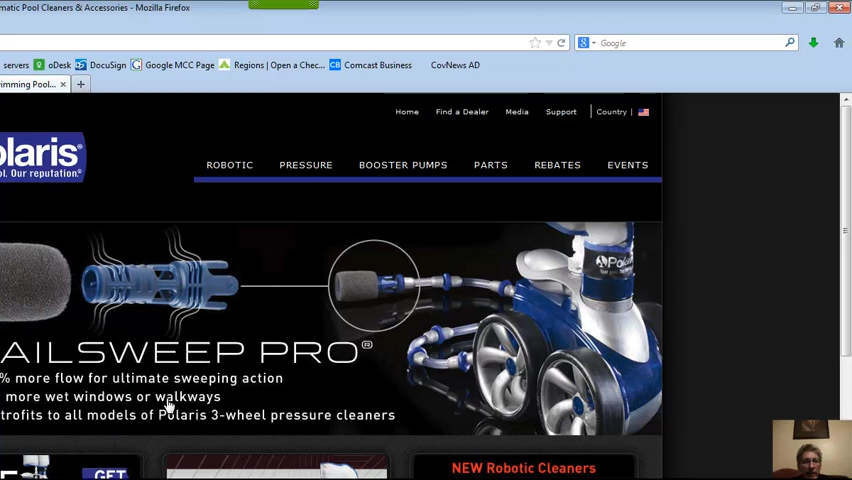 matic Pool Cleaners & Accessories - Mozilla Firefox
Google
servers oDesk DocuSign Google MCC Page Regions | Open a Chec... CB Comcast Business CovNews AD
imming Pool... × +
Home Find a Dealer Media Support Country |
olaris®
ol. Our reputation.
ROBOTIC PRESSURE BOOSTER PUMPS PARTS REBATES EVENTS
Polaris
AILSWEEP PRO®
% more flow for ultimate sweeping action
more wet windows or walkways
trofits to all models of Polaris 3-wheel pressure cleaners
GET
NEW Robotic Cleaners